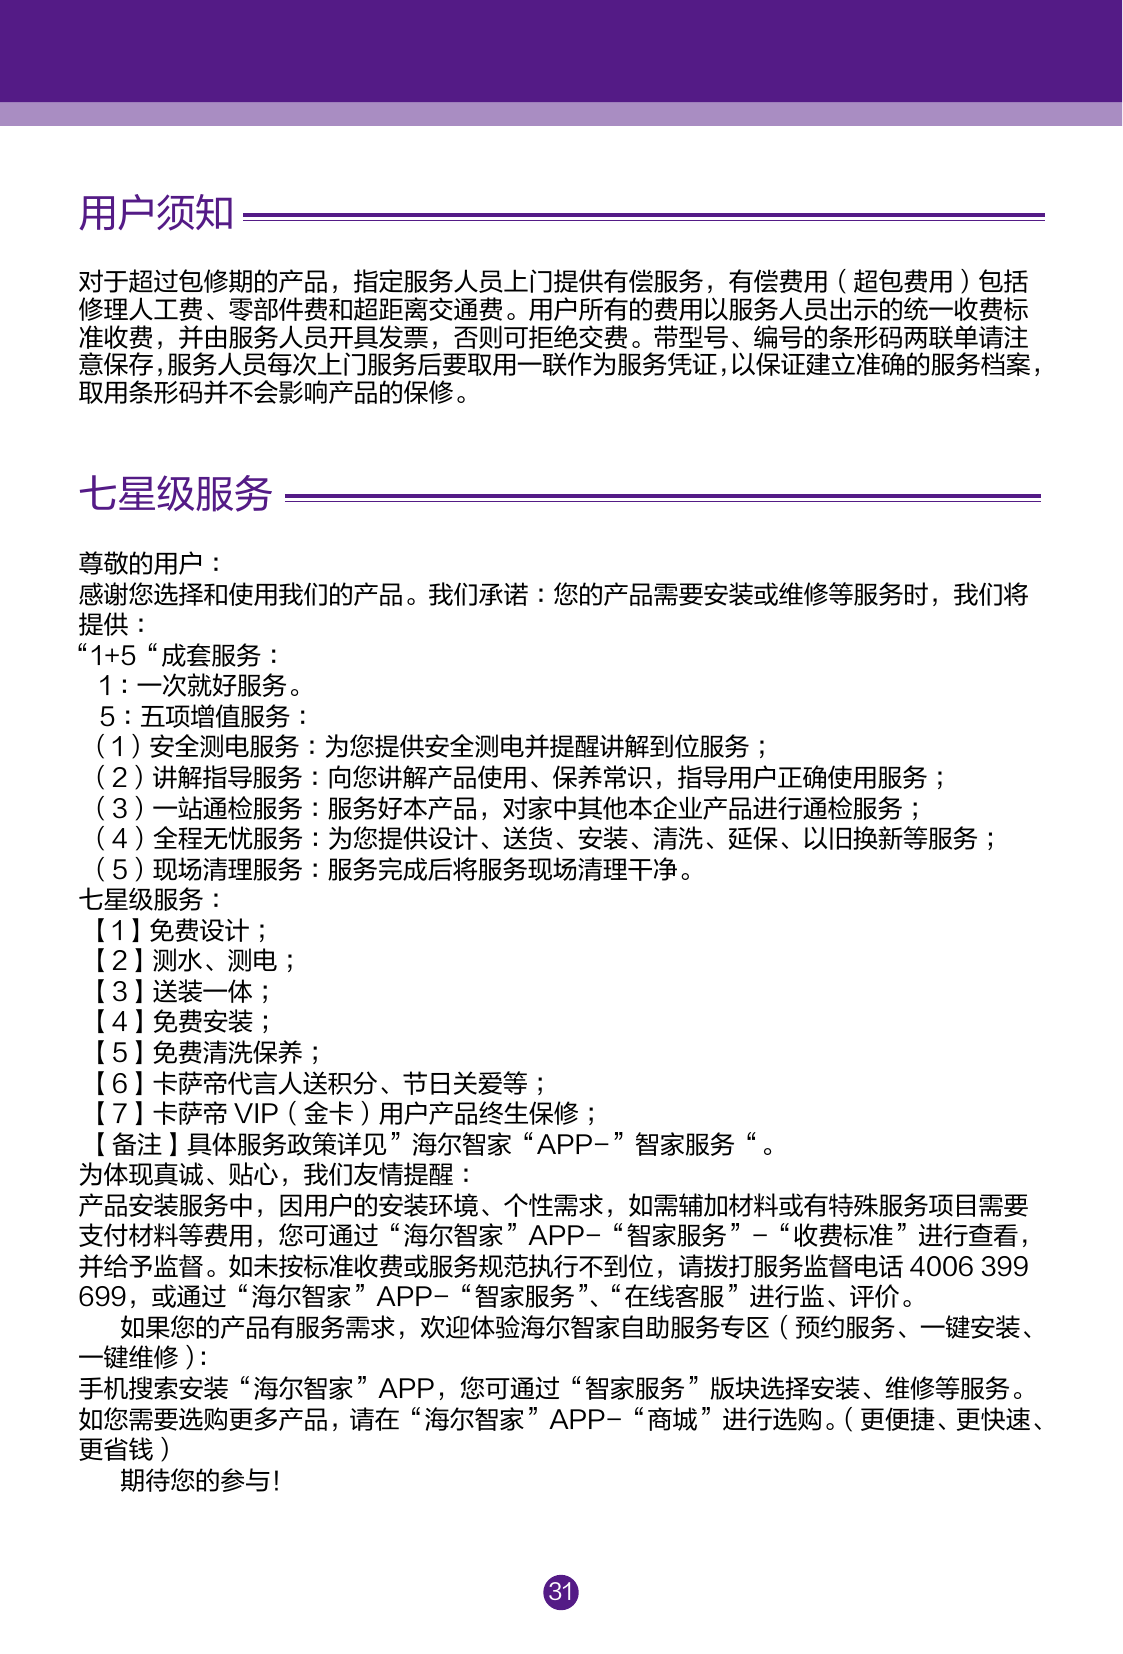 用户须知
对于超过包修期的产品，指定服务人员上门提供有偿服务，有偿费用（超包费用）包括
修理人工费、零部件费和超距离交通费。用户所有的费用以服务人员出示的统一收费标
准收费，并由服务人员开具发票，否则可拒绝交费。带型号、编号的条形码两联单请注
意保存，服务人员每次上门服务后要取用一联作为服务凭证，以保证建立准确的服务档案，
取用条形码并不会影响产品的保修。
七星级服务
尊敬的用户：
感谢您选择和使用我们的产品。我们承诺：您的产品需要安装或维修等服务时，我们将
提供：
“1+5 “成套服务：
1：一次就好服务。
5：五项增值服务：
（1）安全测电服务：为您提供安全测电并提醒讲解到位服务；
（2）讲解指导服务：向您讲解产品使用、保养常识，指导用户正确使用服务；
（3）一站通检服务：服务好本产品，对家中其他本企业产品进行通检服务；
（4）全程无忧服务：为您提供设计、送货、安装、清洗、延保、以旧换新等服务；
（5）现场清理服务：服务完成后将服务现场清理干净。
七星级服务：
【1】免费设计；
【2】测水、测电；
【3】送装一体；
【4】免费安装；
【5】免费清洗保养；
【6】卡萨帝代言人送积分、节日关爱等；
【7】卡萨帝 VIP（金卡）用户产品终生保修；
【备注】具体服务政策详见”海尔智家“APP-”智家服务“。
为体现真诚、贴心，我们友情提醒：
产品安装服务中，因用户的安装环境、个性需求，如需辅加材料或有特殊服务项目需要
支付材料等费用，您可通过“海尔智家”APP-“智家服务”-“收费标准”进行查看，
并给予监督。如未按标准收费或服务规范执行不到位，请拨打服务监督电话 4006 399
699，或通过“海尔智家”APP-“智家服务”、“在线客服”进行监、评价。
如果您的产品有服务需求，欢迎体验海尔智家自助服务专区（预约服务、一键安装、
一键维修）：
手机搜索安装“海尔智家”APP，您可通过“智家服务”版块选择安装、维修等服务。
如您需要选购更多产品，请在“海尔智家”APP-“商城”进行选购。（更便捷、更快速、
更省钱）
期待您的参与！
31